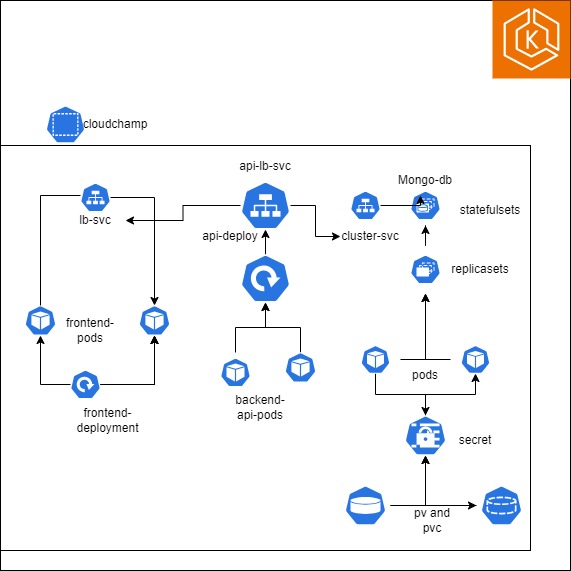 K
cloudchamp
api-lb-svc
Mongo-db
lb-svc
statefulsets
api-deploy
cluster-svc
replicasets
frontend-
pods
pods
backend-
api-pods
frontend-
deployment
secret
pv and
pvc